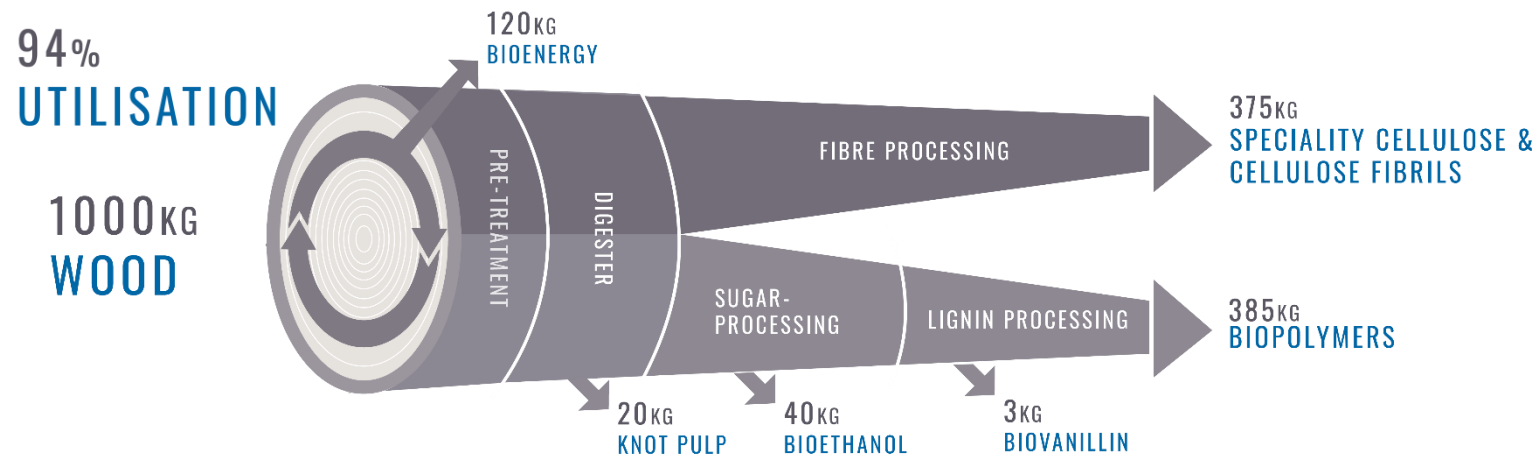 94%
UTILISATION
1000KG
WOOD
120KG
BIOENERGY
PRE-TREATMENT
DIGESTER
FIBRE PROCESSING
375KG
SPECIALITY CELLULOSE &
CELLULOSE FIBRILS
SUGAR-
PROCESSING
LIGNIN PROCESSING
385KG
BIOPOLYMERS
20KG
KNOT PULP
40KG
BIOETHANOL
3KG
BIOVANILLIN